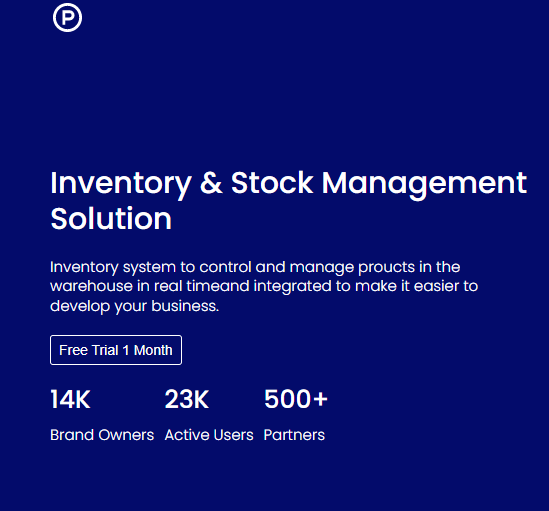 P
Inventory & Stock Management
Solution
Inventory system to control and manage proucts in the
warehouse in real timeand integrated to make it easier to
develop your business.
Free Trial 1 Month
14K 23K 500+
Brand Owners Active Users Partners